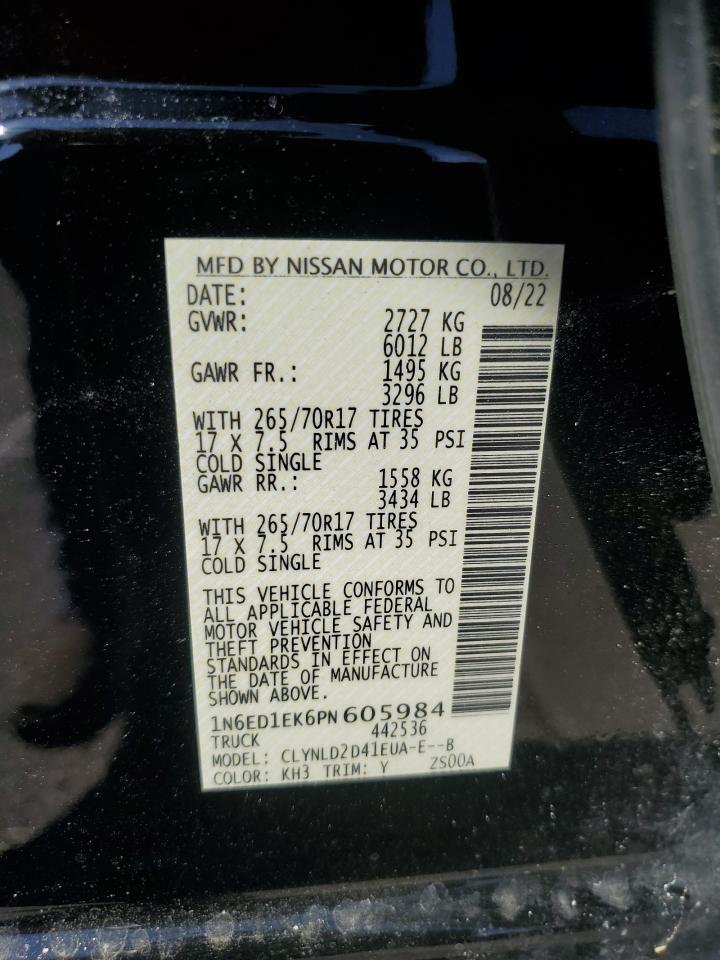 MFD BY NISSAN MOTOR CO., LTD.
DATE: 08/22
GVWR: 2727 KG
6012 LB
GAWR FR.: 1495 KG
3296 LB
WITH 265/70R17 TIRES
17 X 7.5 RIMS AT 35 PSI
COLD SINGLE
GAWR RR.: 1558 KG
3434 LB
WITH 265/70R17 TIRES
17 X 7.5 RIMS AT 35 PSI
COLD SINGLE
THIS VEHICLE CONFORMS TO
ALL APPLICABLE FEDERAL
MOTOR VEHICLE SAFETY AND
THEFT PREVENTION
STANDARDS IN EFFECT ON
THE DATE OF MANUFACTURE
SHOWN ABOVE.
1N6ED1EK6PN 605984
TRUCK 442536
MODEL: CLYNLD2D41EUA-E--B
COLOR: KH3 TRIM: Y ZS00A